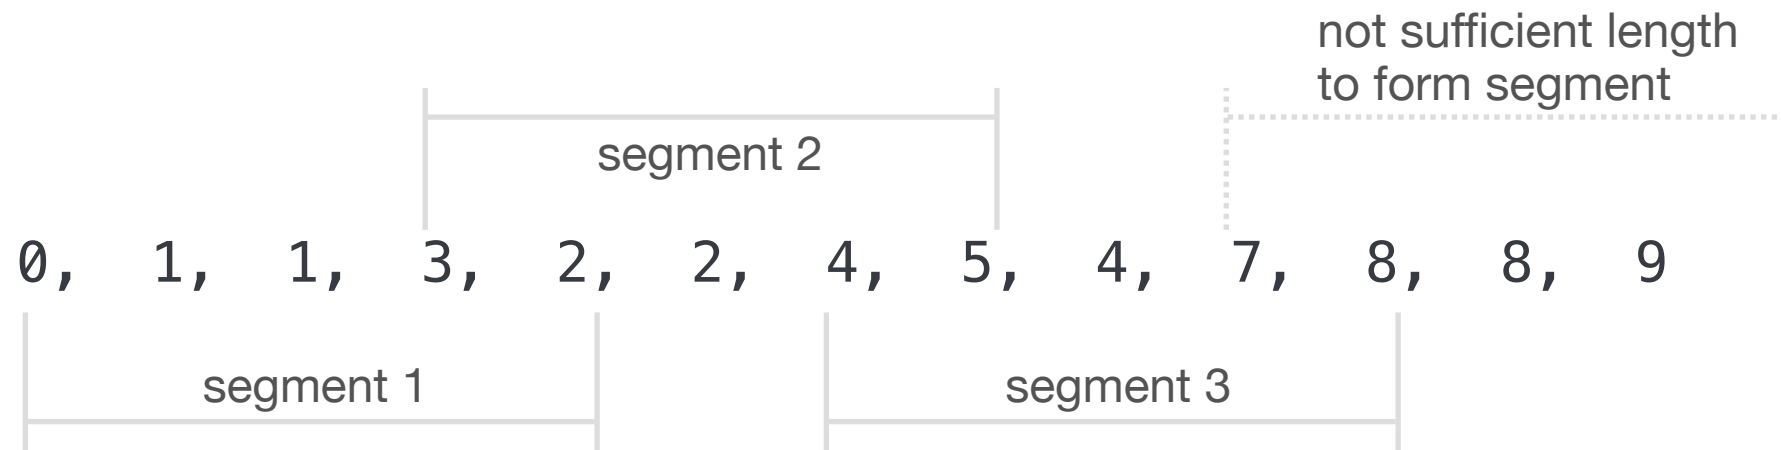 not sufficient length
to form segment
segment 2
0, 1, 1, 3, 2, 2, 4, 5, 4, 7, 8, 8, 9
segment 1
segment 3